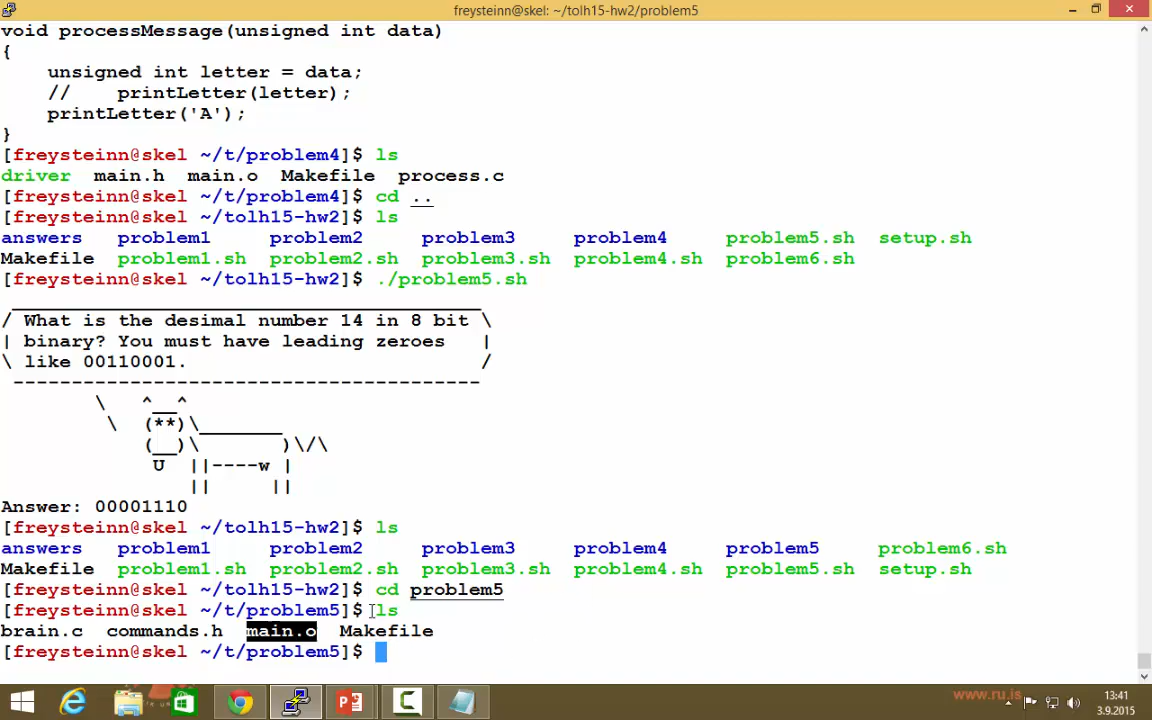 freysteinn@skel: ~/tolh15-hw2/problem5
void processMessage(unsigned int data)
{
    unsigned int letter = data;
    //    printLetter(letter);
    printLetter('A');
}
[freysteinn@skel ~/t/problem4]$ ls
driver  main.h  main.o  Makefile  process.c
[freysteinn@skel ~/t/problem4]$ cd ..
[freysteinn@skel ~/tolh15-hw2]$ ls
answers   problem1     problem2     problem3     problem4     problem5.sh  setup.sh
Makefile  problem1.sh  problem2.sh  problem3.sh  problem4.sh  problem6.sh
[freysteinn@skel ~/tolh15-hw2]$ ./problem5.sh
 ________________________________________
/ What is the desimal number 14 in 8 bit \
| binary? You must have leading zeroes   |
\ like 00110001.                         /
 ----------------------------------------
        \   ^__^
         \  (**)\_______
            (__)\       )\/\
             U  ||----w |
                ||     ||
Answer: 00001110
[freysteinn@skel ~/tolh15-hw2]$ ls
answers   problem1     problem2     problem3     problem4     problem5     problem6.sh
Makefile  problem1.sh  problem2.sh  problem3.sh  problem4.sh  problem5.sh  setup.sh
[freysteinn@skel ~/tolh15-hw2]$ cd problem5
[freysteinn@skel ~/t/problem5]$ ls
brain.c  commands.h  main.o  Makefile
[freysteinn@skel ~/t/problem5]$
www.ru.is
13:41
3.9.2015